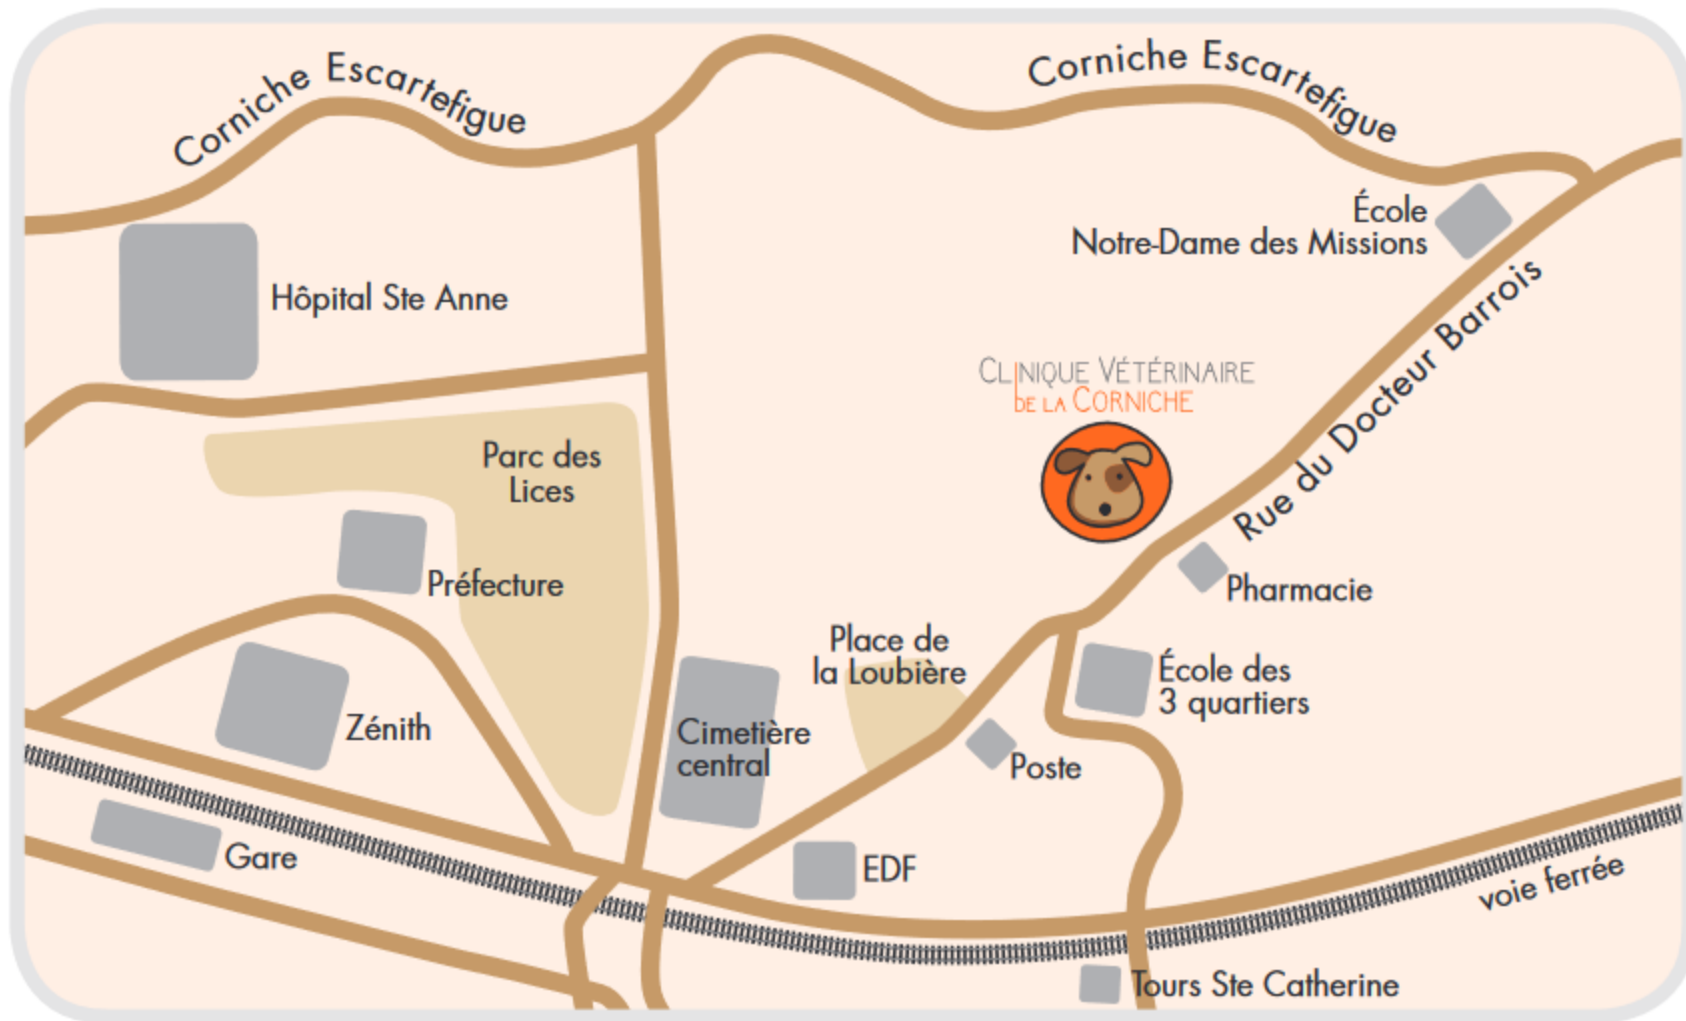 Corniche Escartefigue
Corniche Escartefigue
École
Notre-Dame des Missions
Hôpital Ste Anne
Rue du Docteur Barrois
CLINIQUE VÉTÉRINAIRE
DE LA CORNICHE
Parc des
Lices
Préfecture
Pharmacie
Place de
la Loubière
École des
3 quartiers
Zénith
Cimetière
central
Poste
Gare
EDF
voie ferrée
Tours Ste Catherine